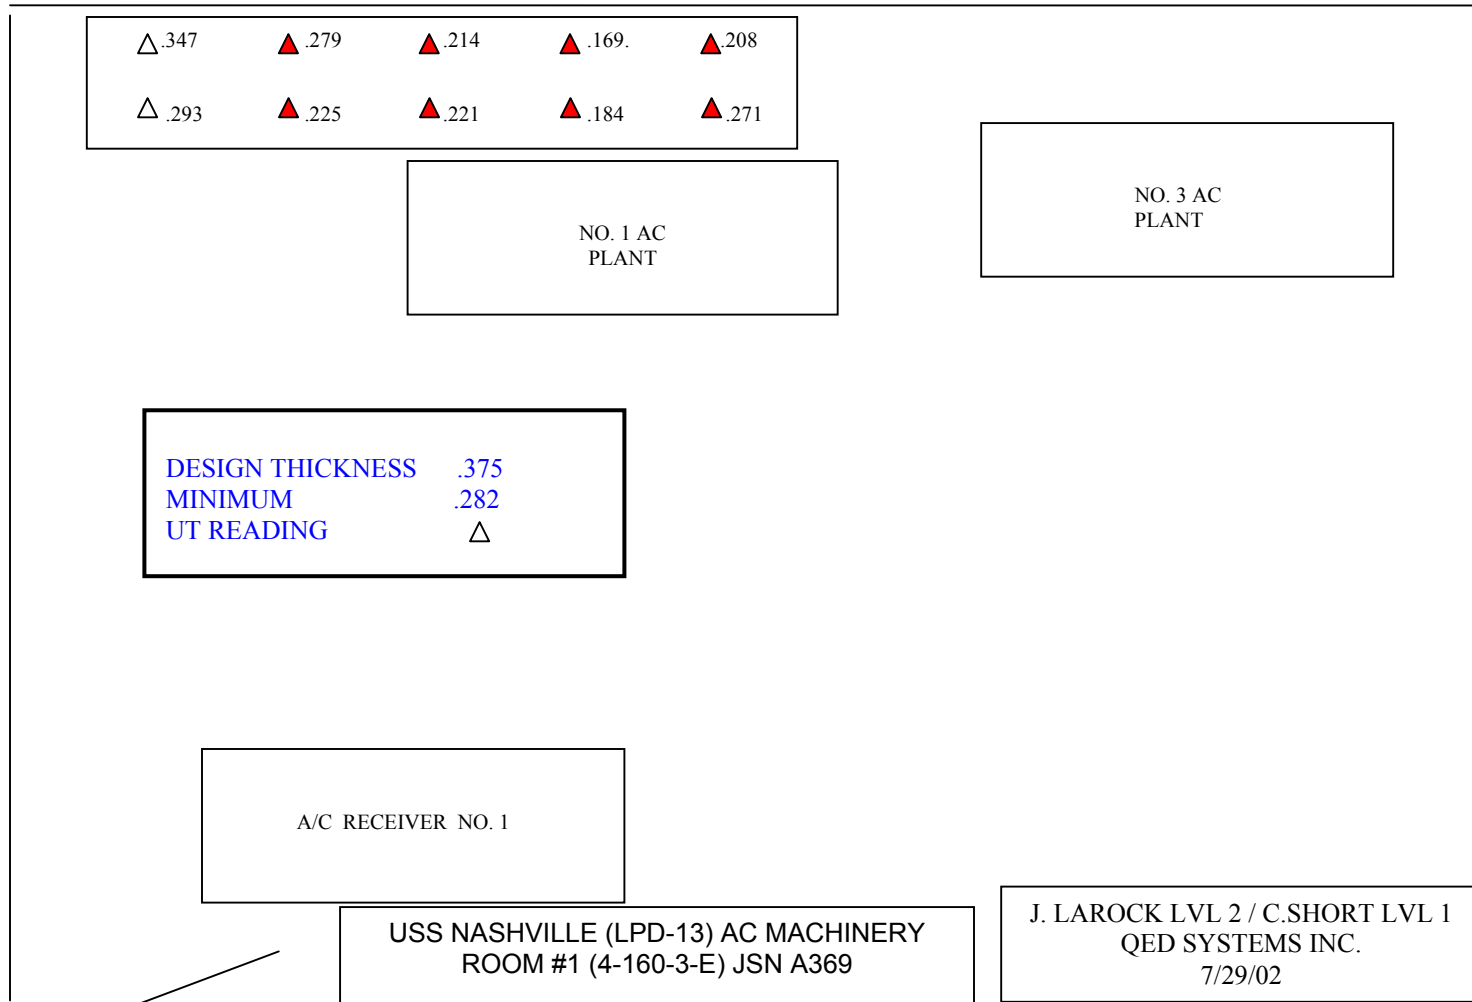 .347 .279 .214 .169. .208
.293 .225 .221 .184 .271
NO. 1 AC
PLANT
NO. 3 AC
PLANT
DESIGN THICKNESS .375
MINIMUM .282
UT READING
A/C RECEIVER NO. 1
USS NASHVILLE (LPD-13) AC MACHINERY
ROOM #1 (4-160-3-E) JSN A369
J. LAROCK LVL 2 / C.SHORT LVL 1
QED SYSTEMS INC.
7/29/02